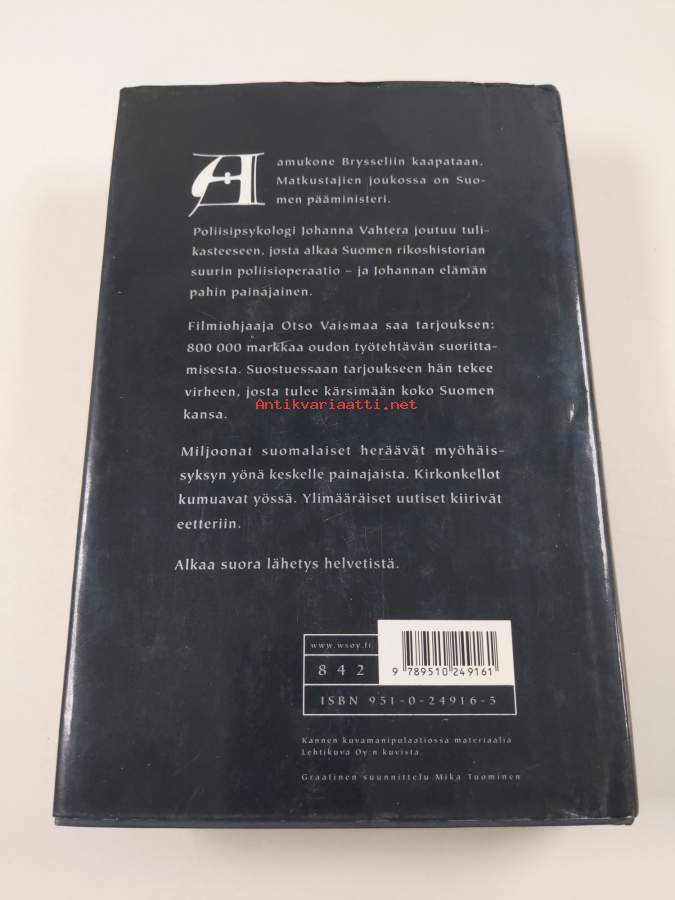 Aamukone Brysseliin kaapataan.
Matkustajien joukossa on Suo-
men pääministeri.
Poliisipsykologi Johanna Vahtera joutuu tuli-
kasteeseen, josta alkaa Suomen rikoshistorian
suurin poliisioperaatio – ja Johannan elämän
pahin painajainen.
Filmiohjaaja Otso Vaismaa saa tarjouksen:
800 000 markkaa oudon työtehtävän suoritta-
misesta. Suostuessaan tarjoukseen hän tekee
virheen, josta tulee kärsimään koko Suomen
kansa.
Antikvariaatti.net
Miljoonat suomalaiset heräävät myöhäis-
syksyn yönä keskelle painajaista. Kirkonkellot
kumuavat yössä. Ylimääräiset uutiset kiirivät
eetteriin.
Alkaa suora lähetys helvetistä.
www.wsoy.fi
842
9 789510 249161
ISBN 951-0-24916-5
Kannen kuvamanipulaatiossa materiaalia
Lehtikuva Oy:n kuvista.
Graafinen suunnittelu Mika Tuominen